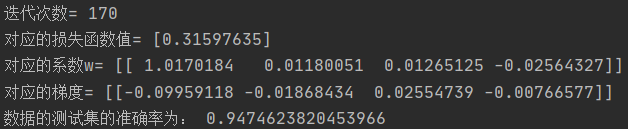 迭代次数= 170
对应的损失函数值= [0.31597635]
对应的系数w= [[ 1.0170184   0.01180051  0.01265125 -0.02564327]]
对应的梯度= [[-0.09959118 -0.01868434  0.02554739 -0.00766577]]
数据的测试集的准确率为： 0.9474623820453966